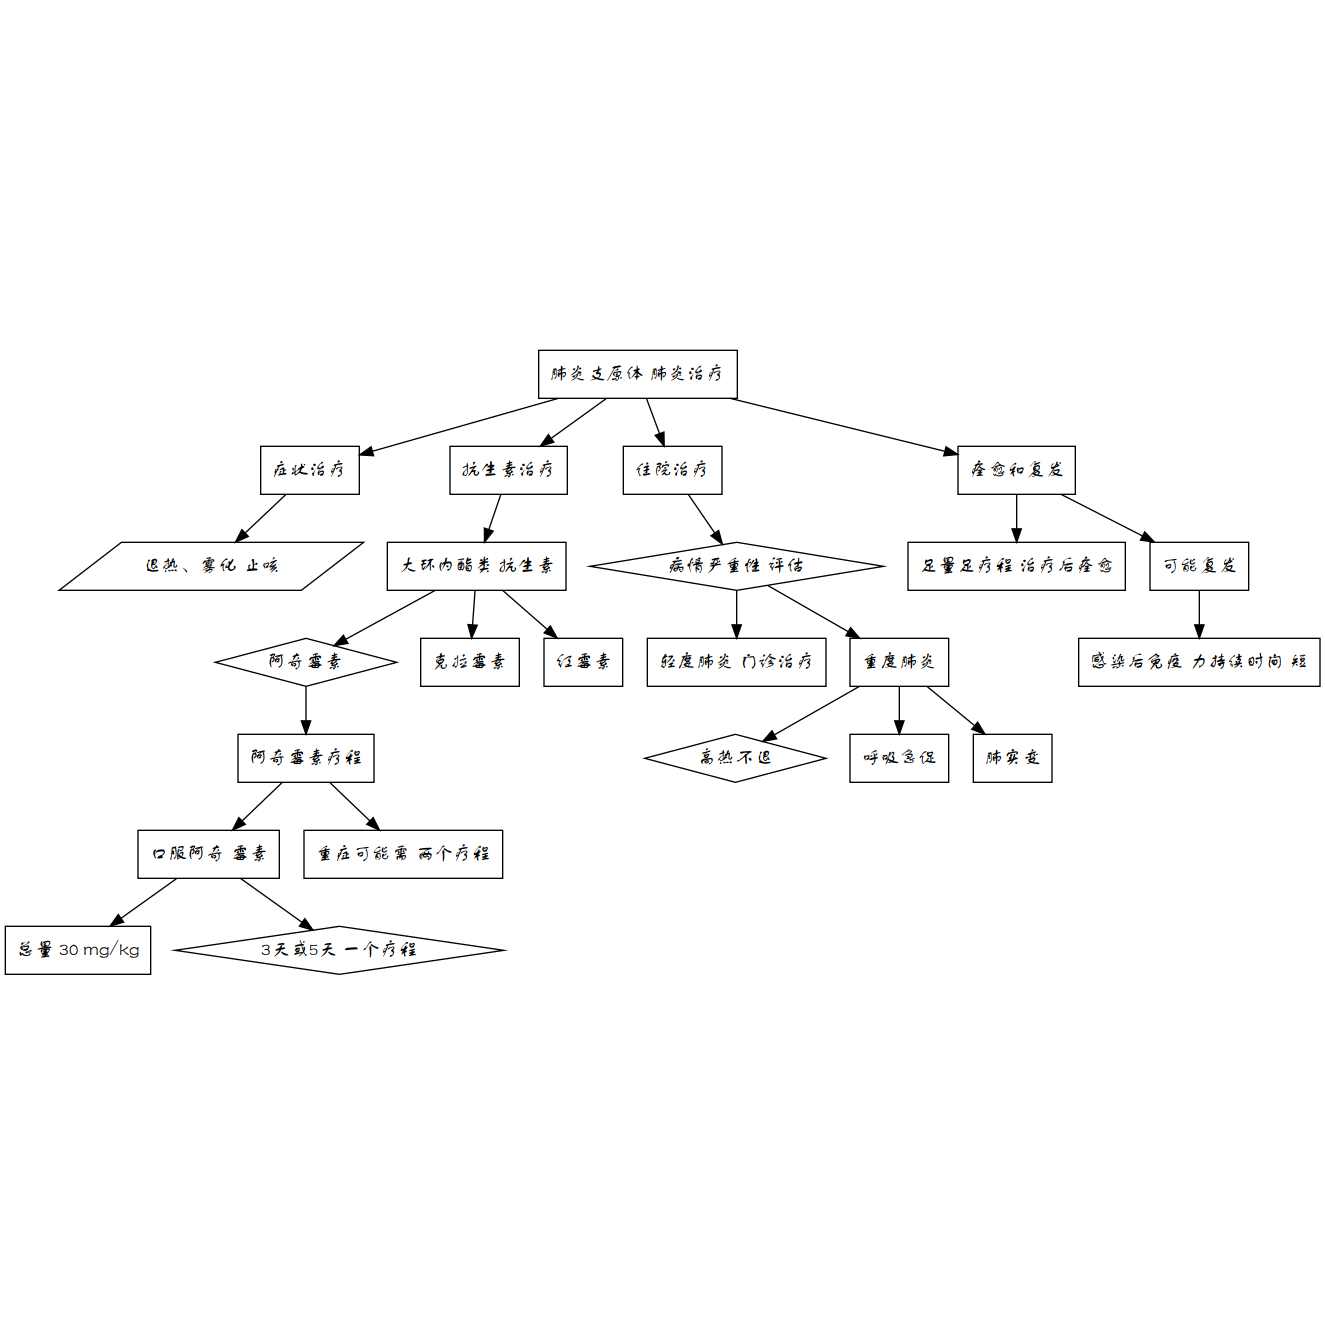 肺炎支原体 肺炎治疗
症状治疗
抗生素治疗
住院治疗
痊愈和复发
退热、雾化 止咳
大环内酯类 抗生素
病情严重性 评估
足量足疗程 治疗后痊愈
可能复发
阿奇霉素
克拉霉素
红霉素
轻度肺炎 门诊治疗
重度肺炎
感染后免疫 力持续时间 短
阿奇霉素疗程
高热不退
呼吸急促
肺实变
口服阿奇 霉素
重症可能需 两个疗程
总量 30 mg/kg
3天或5天 一个疗程